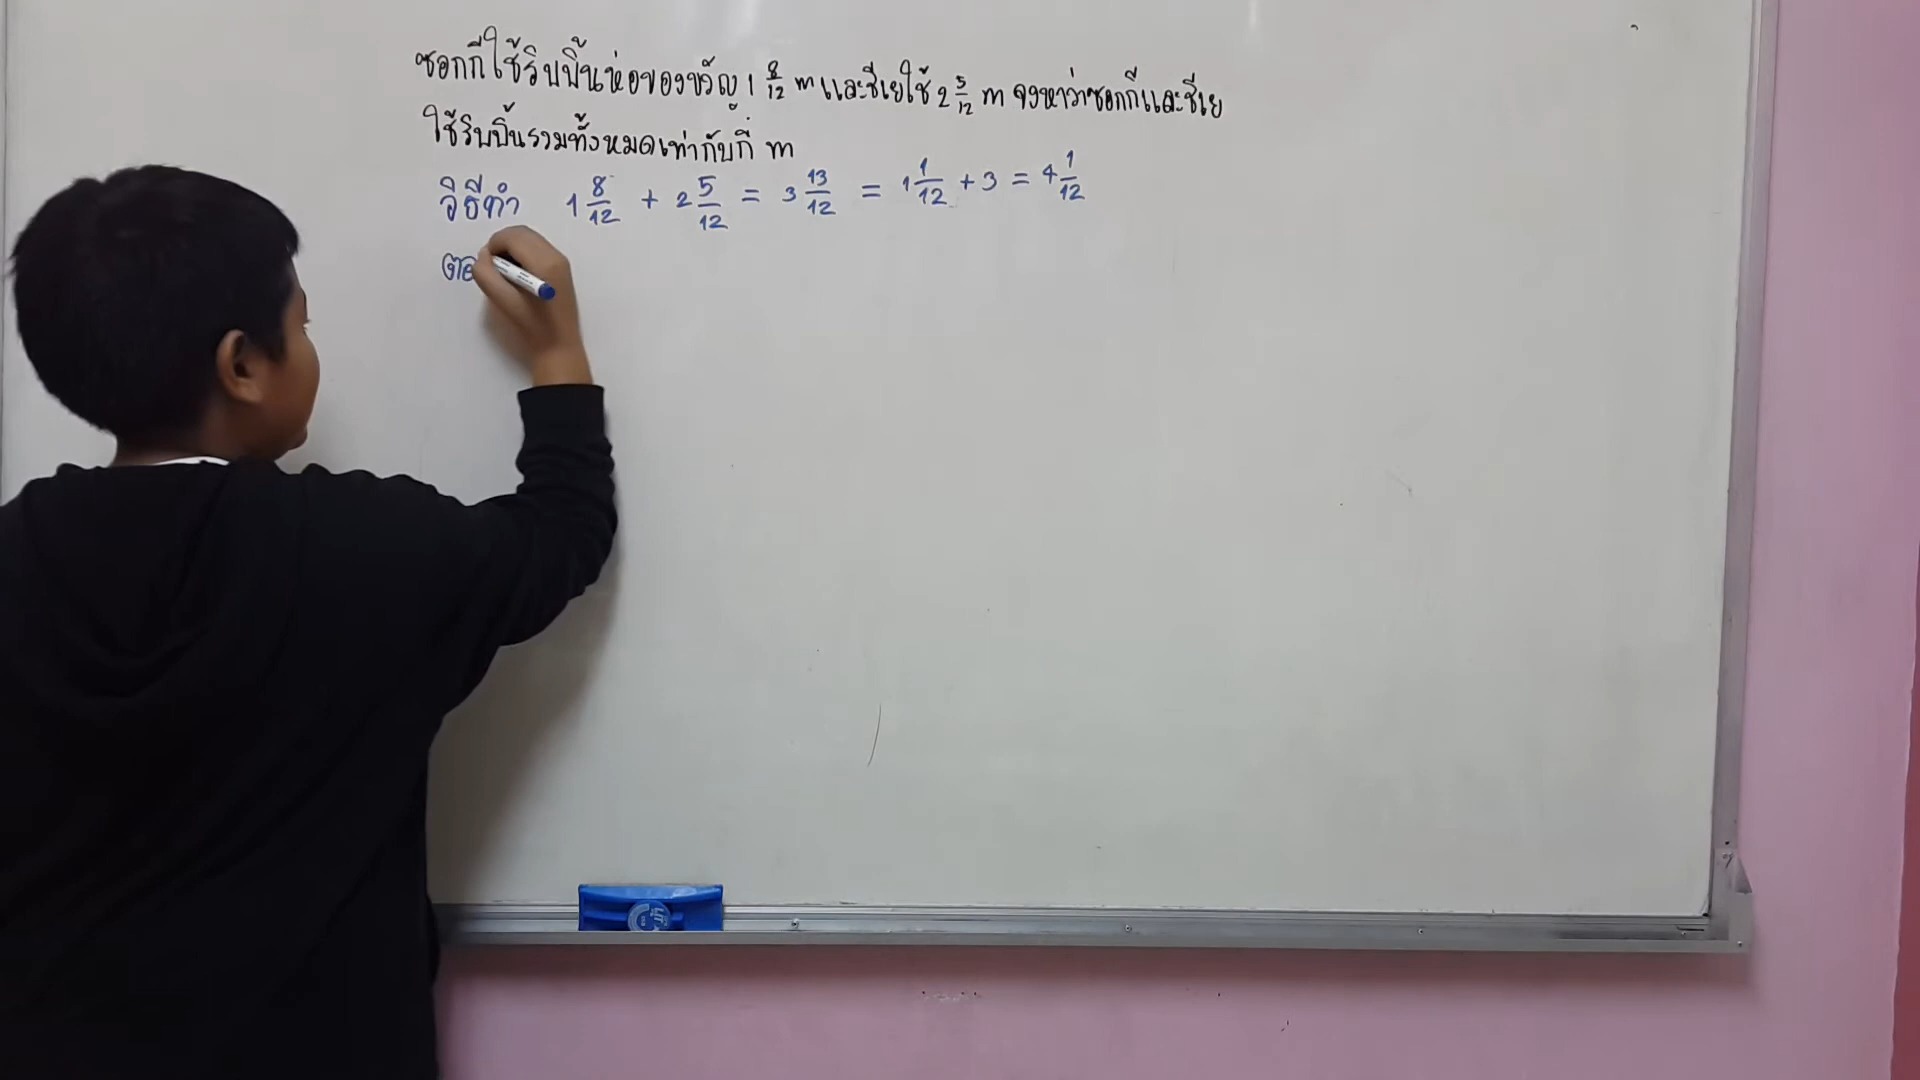 ซอกกีใช้ริบบิ้นห่อของขวัญ 1 8/12 m และซีเยใช้ 2 5/12 m จงหาว่าซอกกีและซีเย
ใช้ริบบิ้นรวมทั้งหมดเท่ากับกี่ m
วิธีทำ 1 8/12 + 2 5/12 = 3 13/12 = 1 1/12 + 3 = 4 1/12
ตอ